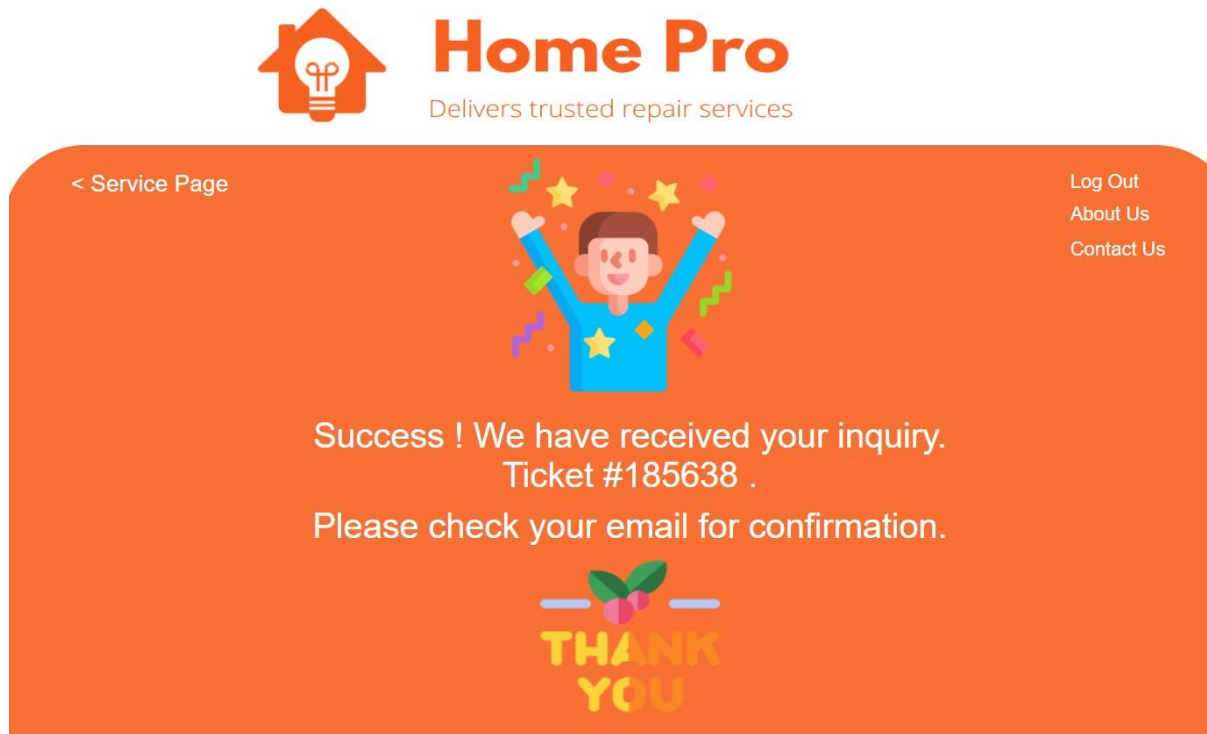 Home Pro
Delivers trusted repair services
< Service Page
Log Out
About Us
Contact Us
Success ! We have received your inquiry.
Ticket #185638 .
Please check your email for confirmation.
THANK
YOU